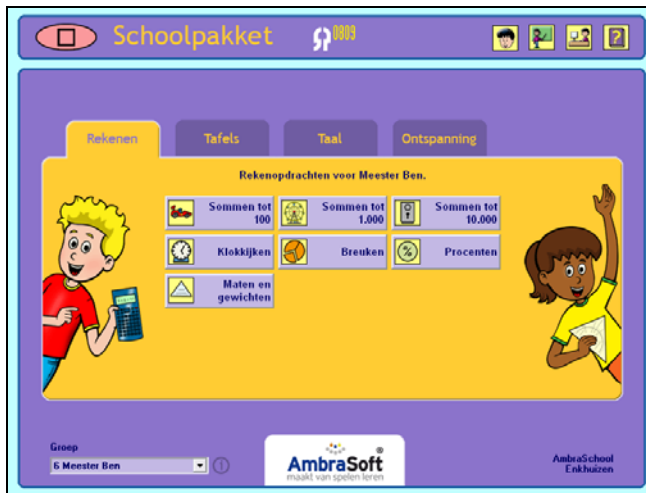 Schoolpakket
sp 0809
Rekenen
Tafels
Taal
Ontspanning
Rekenopdrachten voor Meester Ben.
Sommen tot
100
Sommen tot
1.000
Sommen tot
10.000
Klokkijken
Breuken
Procenten
Maten en
gewichten
Groep
6 Meester Ben
AmbraSoft®
maakt van spelen leren
AmbraSchool
Enkhuizen